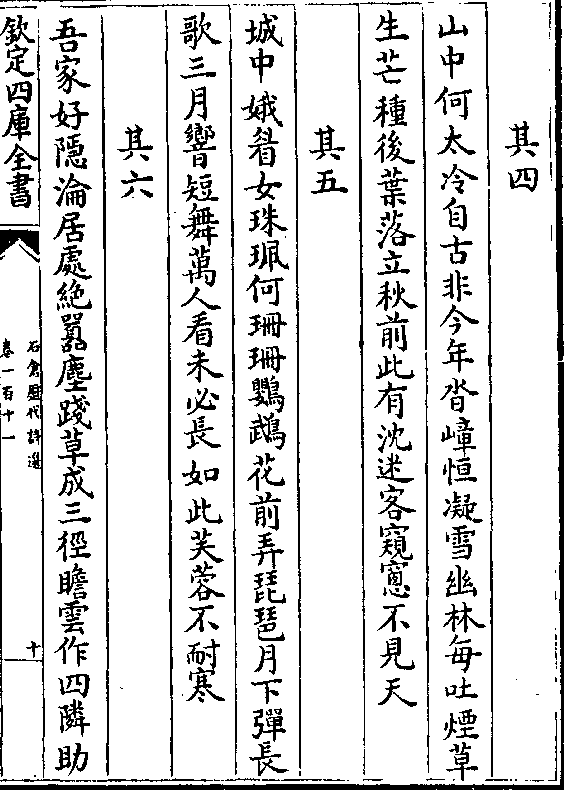 其四
山中何太冷自古非今年沓嶂恒凝雪幽林每吐煙草
生芒種後葉落立秋前此有沈迷客窺窻不見天
其五
城中娥睂女珠珮何珊珊鸚鵡花前弄琵琶月下彈長
歌三月響短舞萬人看未必長如此芙蓉不耐寒
其六
吾家好隱淪居處絶囂塵踐草成三徑瞻雲作四隣助
欽定四庫全書
石倉歷代詩選
卷一百十一
十